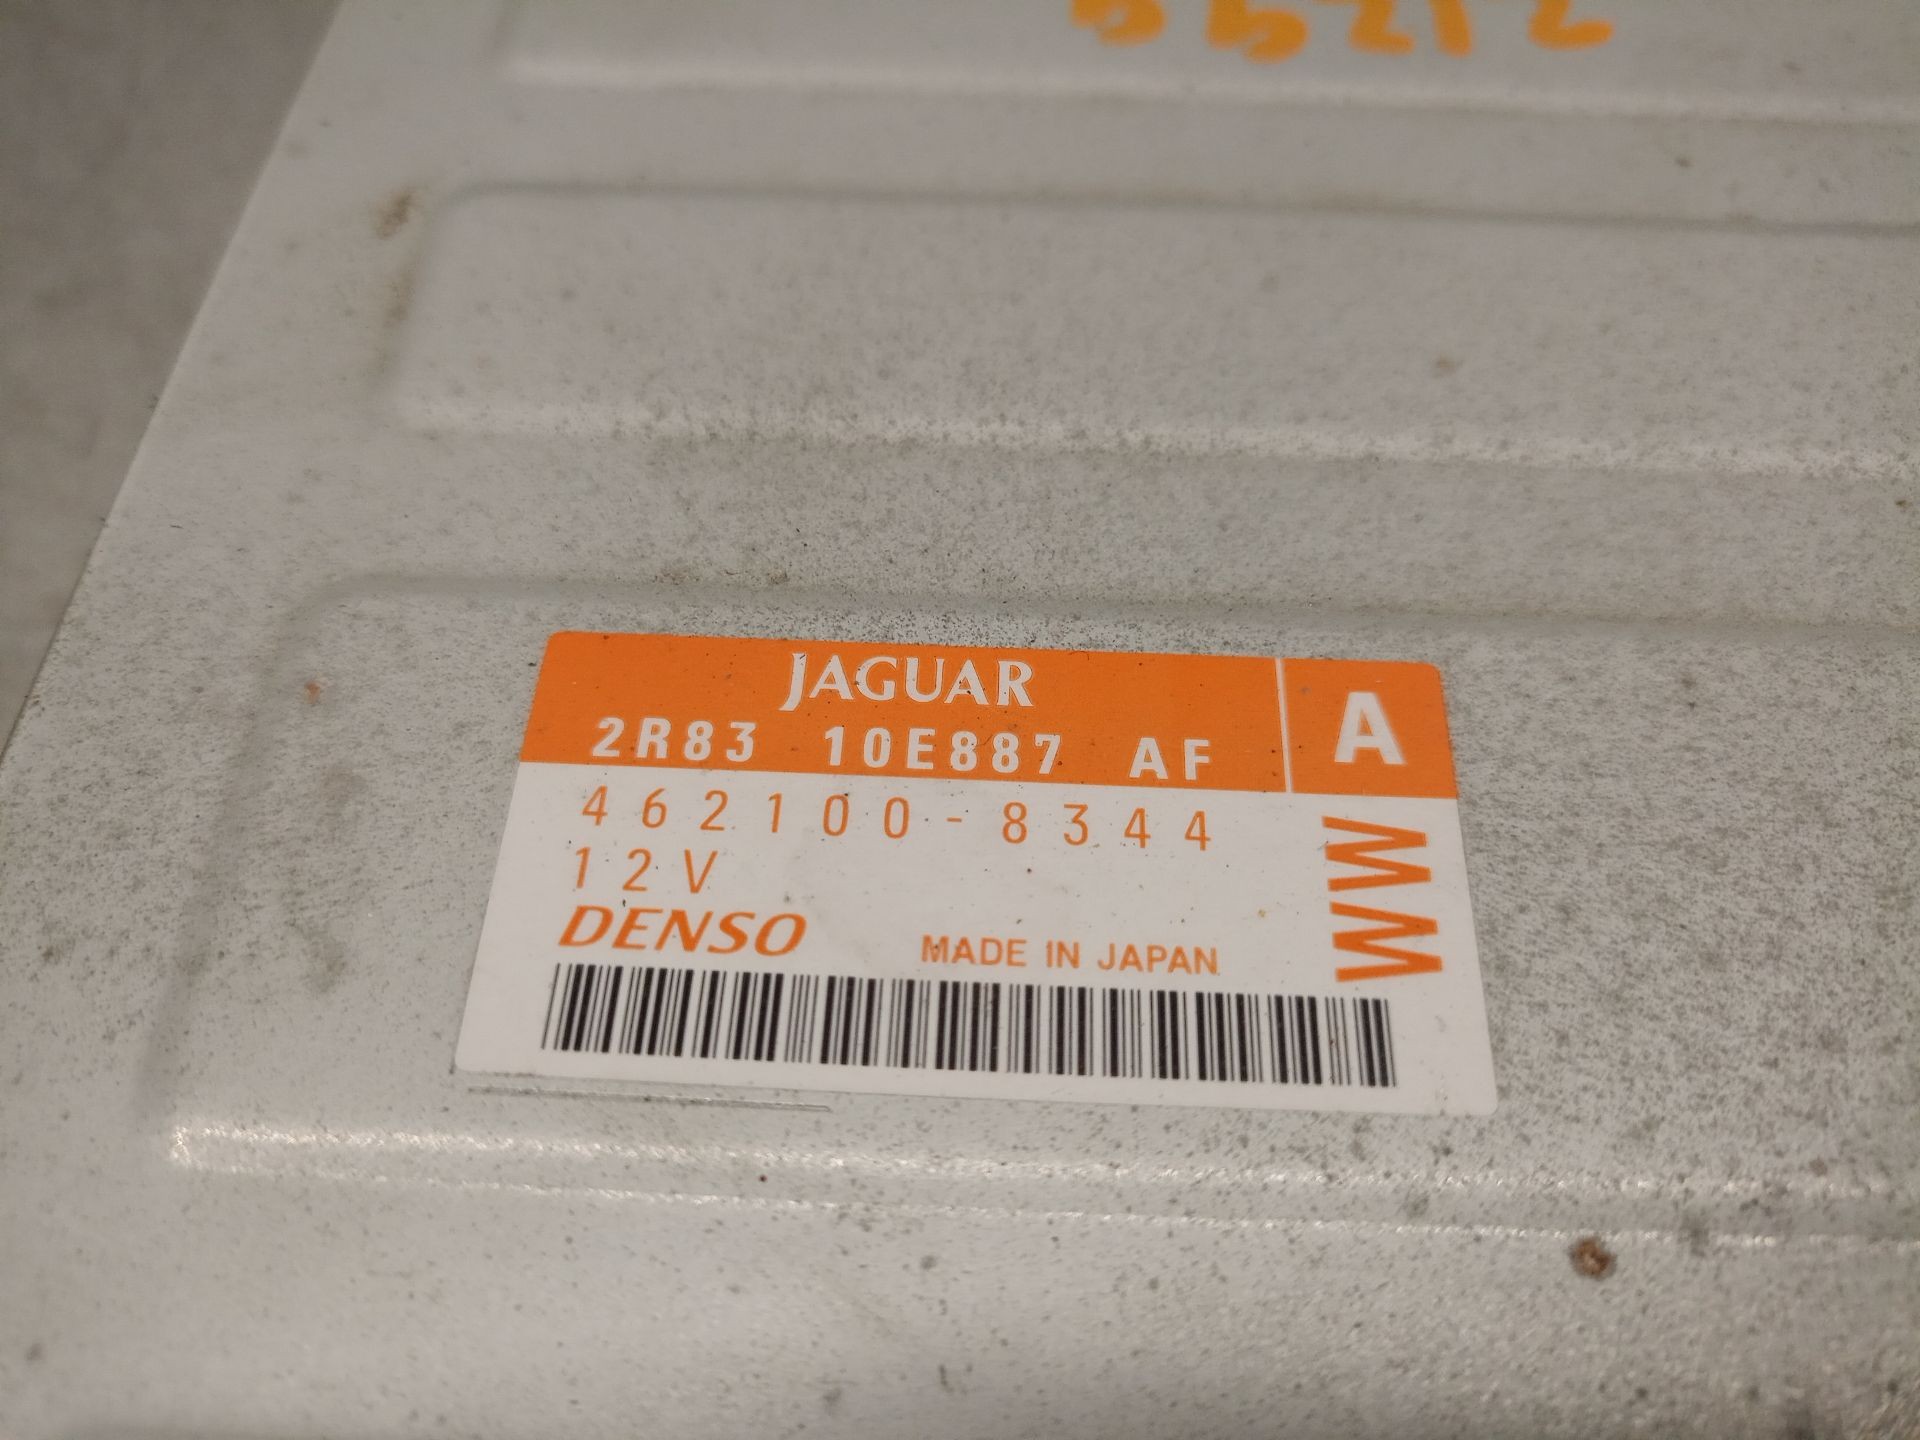 JAGUAR
2R83 10E887 AF
A
462100-8344
12V
DENSO
MADE IN JAPAN
WW